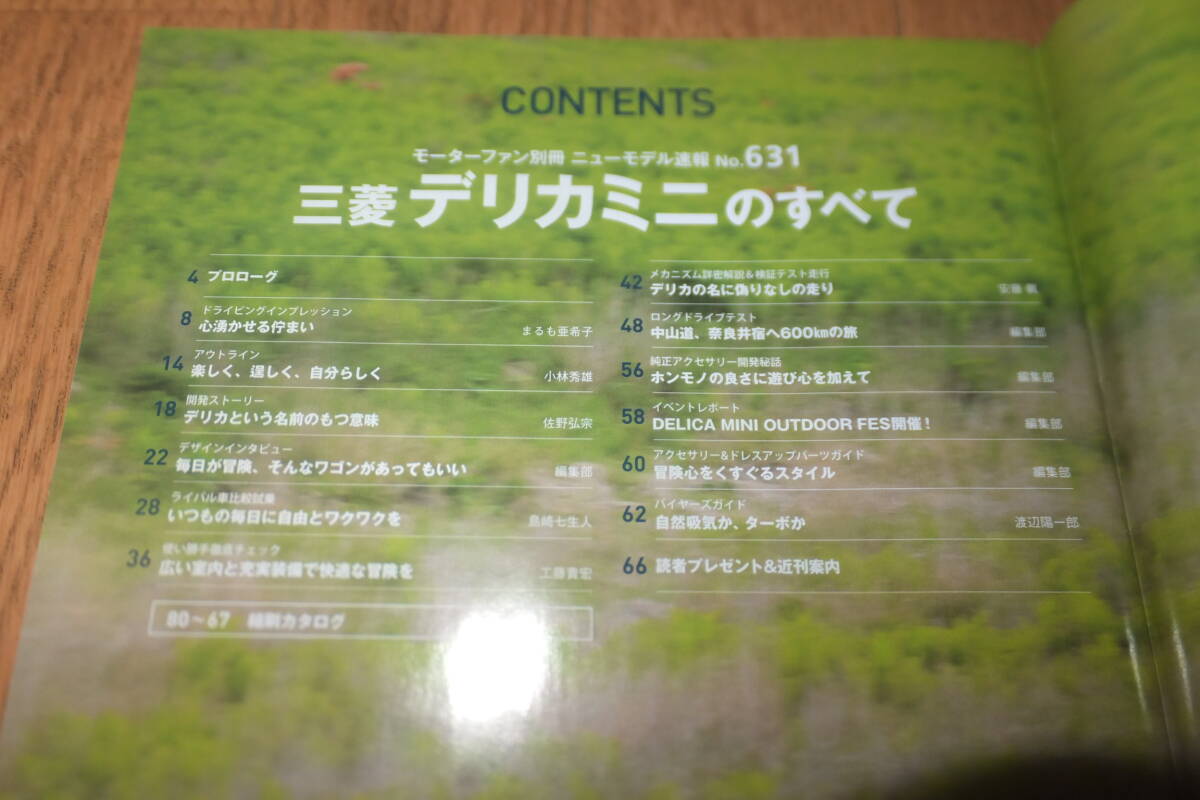 CONTENTS
モーターファン別冊 ニューモデル速報 No.631
三菱 デリカミニのすべて
4 プロローグ
ドライビングインプレッション
8 心湧かせる佇まい まるも亜希子
アウトライン
14 楽しく、逞しく、自分らしく 小林秀雄
開発ストーリー
18 デリカという名前のもつ意味 佐野弘宗
デザインインタビュー
22 毎日が冒険、そんなワゴンがあってもいい 編集部
ライバル車比較試乗
28 いつもの毎日に自由とワクワクを 島崎七生人
使い勝手徹底チェック
36 広い室内と充実装備で快適な冒険を 工藤貴宏
80〜67 縮刷カタログ
メカニズム詳密解説&検証テスト走行
42 デリカの名に偽りなしの走り 安藤 眞
ロングドライブテスト
48 中山道、奈良井宿へ600kmの旅 編集部
純正アクセサリー開発秘話
56 ホンモノの良さに遊び心を加えて 編集部
イベントレポート
58 DELICA MINI OUTDOOR FES開催! 編集部
アクセサリー&ドレスアップパーツガイド
60 冒険心をくすぐるスタイル 編集部
バイヤーズガイド
62 自然吸気か、ターボか 渡辺陽一郎
66 読者プレゼント&近刊案内